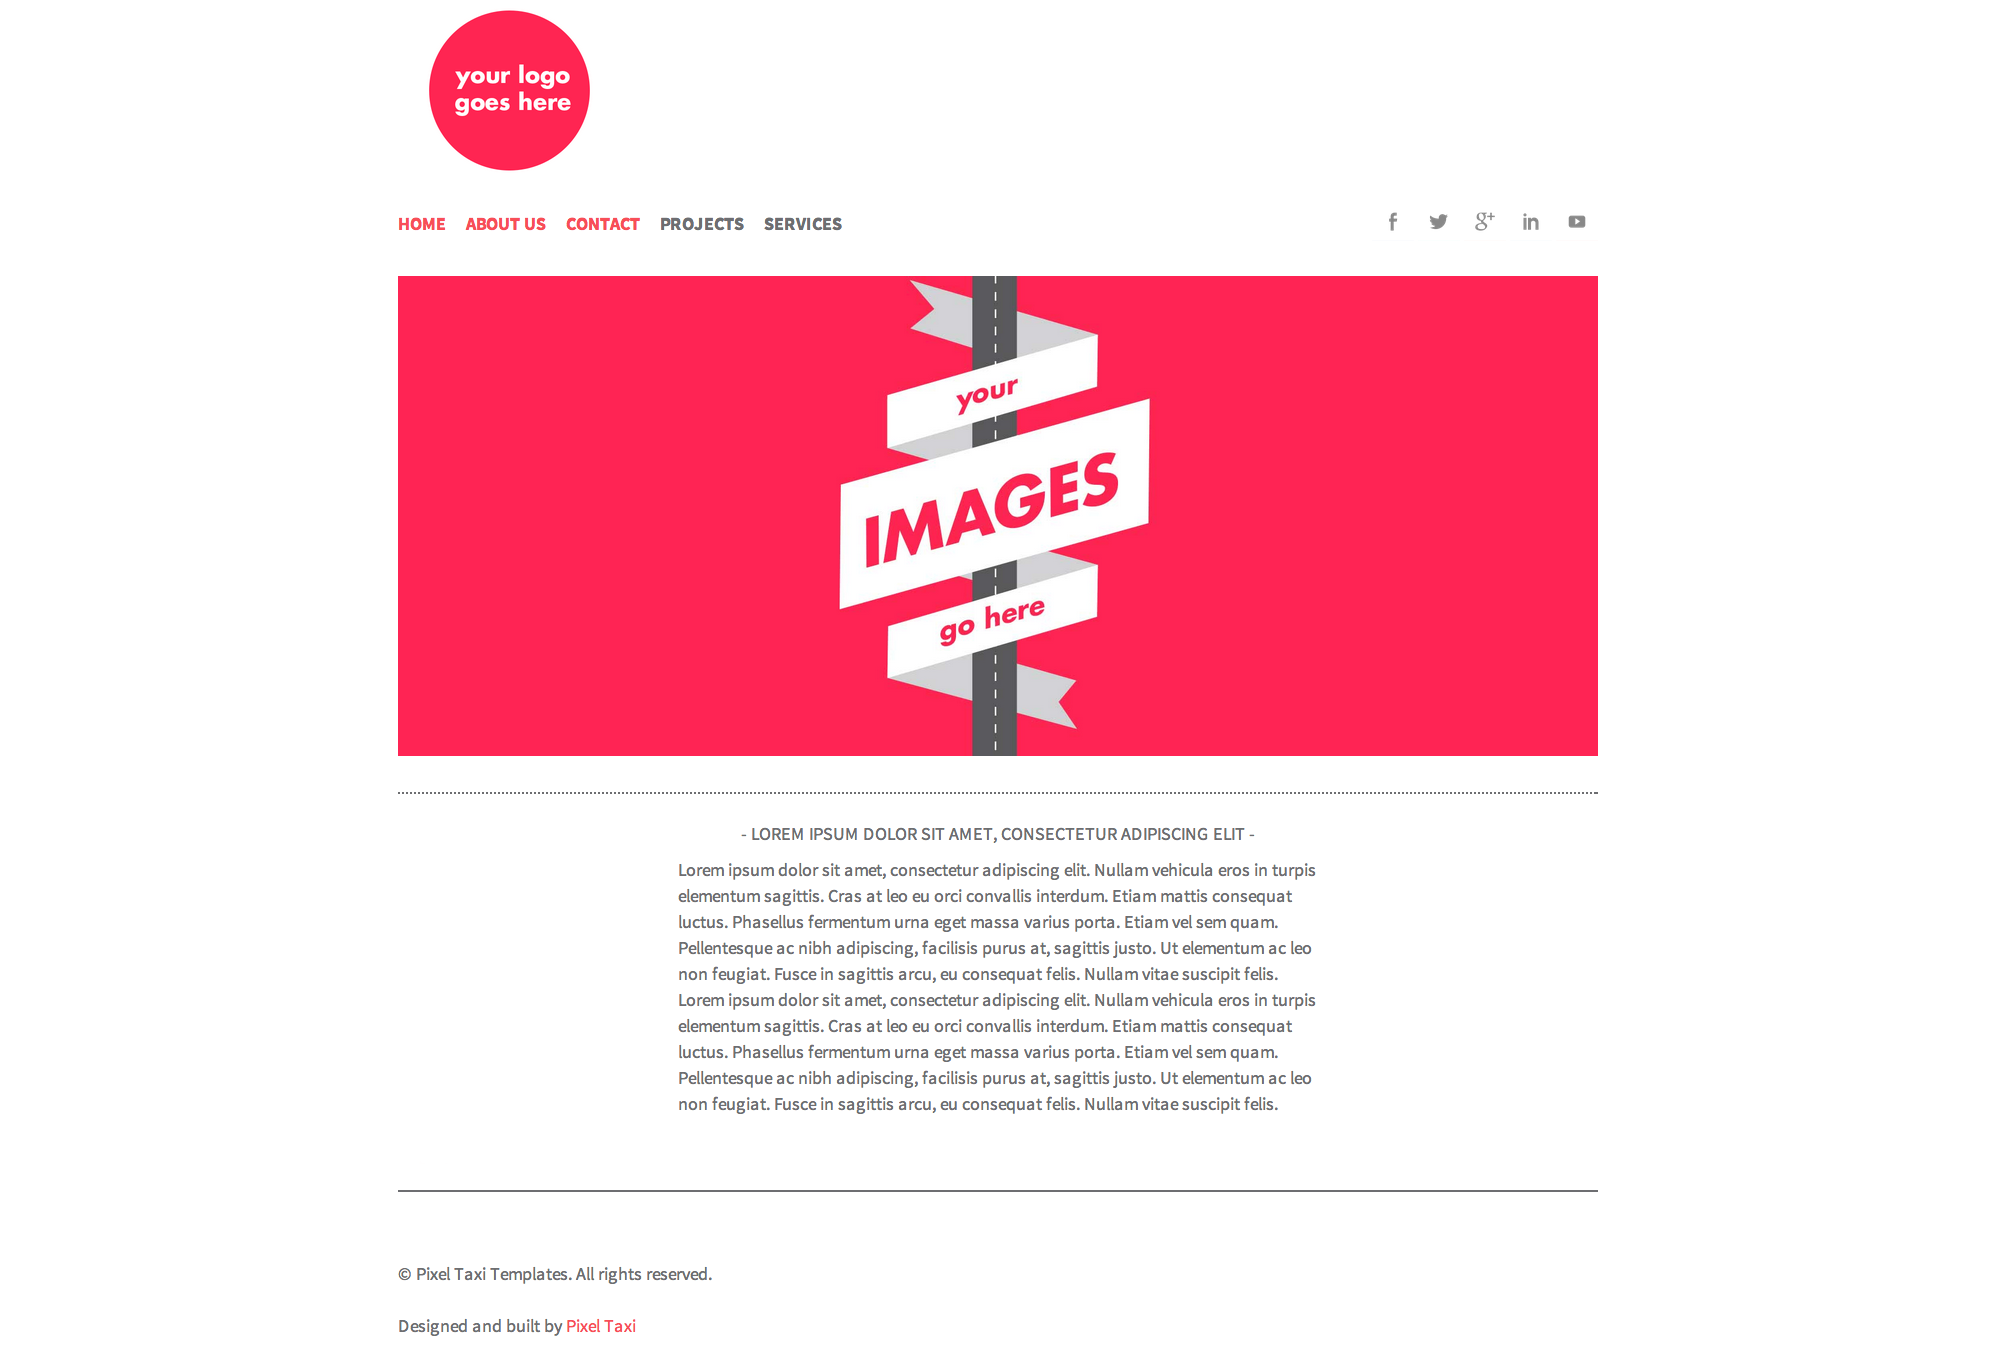 your logo
goes here
HOME ABOUT US CONTACT PROJECTS SERVICES
your
IMAGES
go here
- LOREM IPSUM DOLOR SIT AMET, CONSECTETUR ADIPISCING ELIT -
Lorem ipsum dolor sit amet, consectetur adipiscing elit. Nullam vehicula eros in turpis
elementum sagittis. Cras at leo eu orci convallis interdum. Etiam mattis consequat
luctus. Phasellus fermentum urna eget massa varius porta. Etiam vel sem quam.
Pellentesque ac nibh adipiscing, facilisis purus at, sagittis justo. Ut elementum ac leo
non feugiat. Fusce in sagittis arcu, eu consequat felis. Nullam vitae suscipit felis.
Lorem ipsum dolor sit amet, consectetur adipiscing elit. Nullam vehicula eros in turpis
elementum sagittis. Cras at leo eu orci convallis interdum. Etiam mattis consequat
luctus. Phasellus fermentum urna eget massa varius porta. Etiam vel sem quam.
Pellentesque ac nibh adipiscing, facilisis purus at, sagittis justo. Ut elementum ac leo
non feugiat. Fusce in sagittis arcu, eu consequat felis. Nullam vitae suscipit felis.
© Pixel Taxi Templates. All rights reserved.
Designed and built by Pixel Taxi